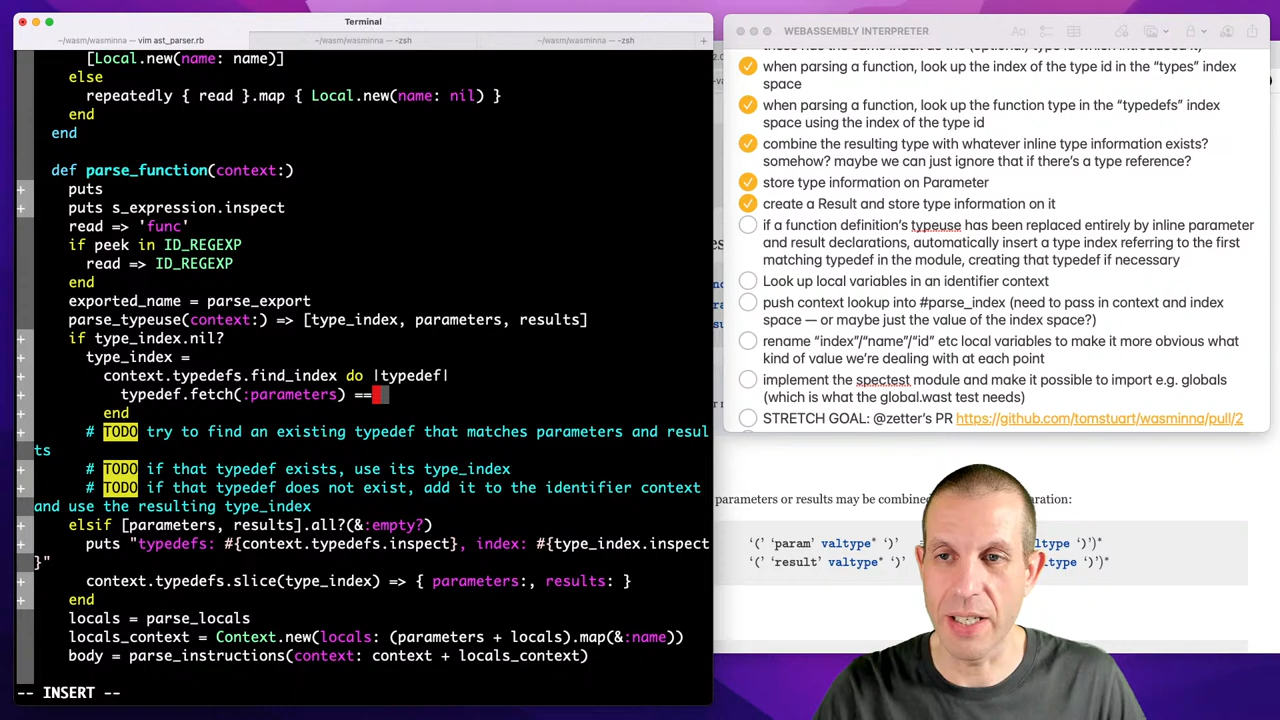 Terminal
~/wasm/wasminna — vim ast_parser.rb
~/wasm/wasminna — -zsh
~/wasm/wasminna — -zsh
+
[Local.new(name: name)]
else
repeatedly { read }.map { Local.new(name: nil) }
end
end
def parse_function(context:)
+ puts
+ puts s_expression.inspect
read => 'func'
if peek in ID_REGEXP
read => ID_REGEXP
end
exported_name = parse_export
parse_typeuse(context:) => [type_index, parameters, results]
+ if type_index.nil?
+ type_index =
+ context.typedefs.find_index do |typedef|
+ typedef.fetch(:parameters) ==
+ end
+ # TODO try to find an existing typedef that matches parameters and resul
ts
+ # TODO if that typedef exists, use its type_index
+ # TODO if that typedef does not exist, add it to the identifier context
and use the resulting type_index
+ elsif [parameters, results].all?(&:empty?)
+ puts "typedefs: #{context.typedefs.inspect}, index: #{type_index.inspect
}"
+ context.typedefs.slice(type_index) => { parameters:, results: }
+ end
locals = parse_locals
locals_context = Context.new(locals: (parameters + locals).map(&:name))
body = parse_instructions(context: context + locals_context)
-- INSERT --
WEBASSEMBLY INTERPRETER
these has the same index as the (optional) type id which introduced it)
when parsing a function, look up the index of the type id in the “types” index
space
when parsing a function, look up the function type in the “typedefs” index
space using the index of the type id
combine the resulting type with whatever inline type information exists?
somehow? maybe we can just ignore that if there’s a type reference?
store type information on Parameter
create a Result and store type information on it
if a function definition’s typeuse has been replaced entirely by inline parameter
and result declarations, automatically insert a type index referring to the first
matching typedef in the module, creating that typedef if necessary
Look up local variables in an identifier context
push context lookup into #parse_index (need to pass in context and index
space — or maybe just the value of the index space?)
rename “index”/“name”/“id” etc local variables to make it more obvious what
kind of value we’re dealing with at each point
implement the spectest module and make it possible to import e.g. globals
(which is what the global.wast test needs)
STRETCH GOAL: @zetter’s PR https://github.com/tomstuart/wasminna/pull/2
parameters or results may be combined
aration:
‘(’ ‘param’ valtype* ‘)’
type ‘)’)*
‘(’ ‘result’ valtype* ‘)’
type ‘)’)*